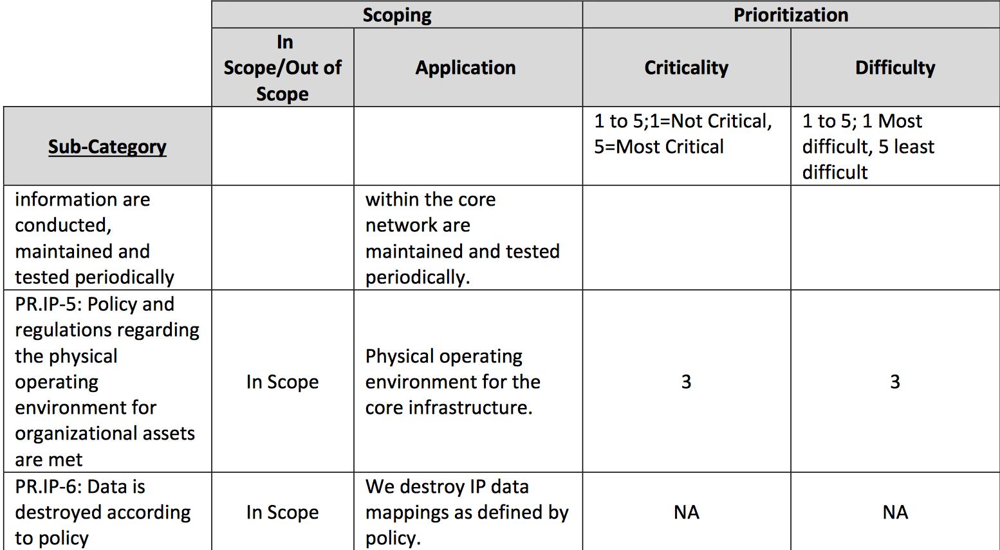 Scoping
Prioritization
In
Scope/Out of
Scope
Application
Criticality
Difficulty
Sub-Category
1 to 5;1=Not Critical,
5=Most Critical
1 to 5; 1 Most
difficult, 5 least
difficult
information are
conducted,
maintained and
tested periodically
within the core
network are
maintained and tested
periodically.
PR.IP-5: Policy and
regulations regarding
the physical
operating
environment for
organizational assets
are met
In Scope
Physical operating
environment for the
core infrastructure.
3
3
PR.IP-6: Data is
destroyed according
to policy
In Scope
We destroy IP data
mappings as defined by
policy.
NA
NA